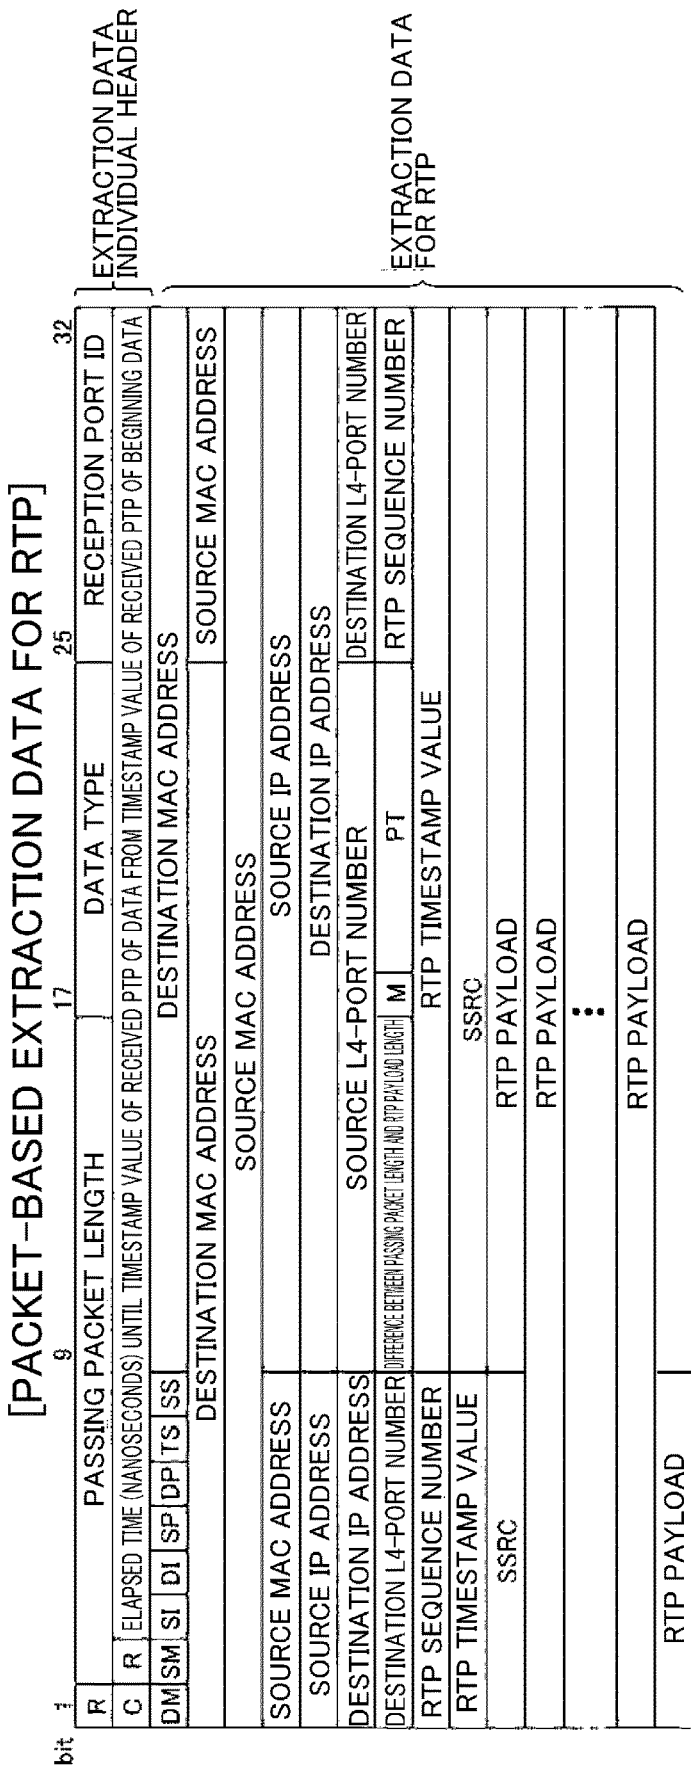 [PACKET-BASED EXTRACTION DATA FOR RTP]
bit 1 9 17 25 32
R PASSING PACKET LENGTH DATA TYPE RECEPTION PORT ID
C R ELAPSED TIME (NANOSECONDS) UNTIL TIMESTAMP VALUE OF RECEIVED PTP OF DATA FROM TIMESTAMP VALUE OF RECEIVED PTP OF BEGINNING DATA
EXTRACTION DATA
INDIVIDUAL HEADER
DM SM SI DI SP DP TS SS DESTINATION MAC ADDRESS
DESTINATION MAC ADDRESS SOURCE MAC ADDRESS
SOURCE MAC ADDRESS
SOURCE MAC ADDRESS SOURCE IP ADDRESS
SOURCE IP ADDRESS DESTINATION IP ADDRESS
DESTINATION IP ADDRESS SOURCE L4-PORT NUMBER DESTINATION L4-PORT NUMBER
DESTINATION L4-PORT NUMBER DIFFERENCE BETWEEN PASSING PACKET LENGTH AND RTP PAYLOAD LENGTH M PT RTP SEQUENCE NUMBER
RTP SEQUENCE NUMBER RTP TIMESTAMP VALUE
RTP TIMESTAMP VALUE SSRC
SSRC RTP PAYLOAD
RTP PAYLOAD
RTP PAYLOAD
RTP PAYLOAD
EXTRACTION DATA
FOR RTP